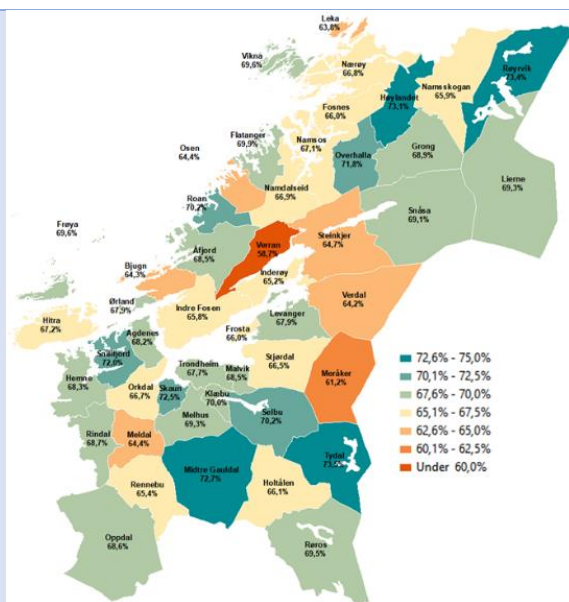 Leka
63,8%
Vikna
69,6%
Nærøy
66,8%
Røyrvik
73,4%
Høylandet
73,1%
Namsskogan
65,9%
Fosnes
66,0%
Flatanger
69,9%
Namsos
67,1%
Overhalla
71,8%
Grong
68,9%
Osen
64,4%
Lierne
69,3%
Namdalseid
66,9%
Roan
70,2%
Snåsa
69,1%
Frøya
69,6%
Steinkjer
64,7%
Verran
58,7%
Åfjord
68,5%
Bjugn
64,3%
Inderøy
65,2%
Verdal
64,2%
Ørland
67,9%
Indre Fosen
65,8%
Levanger
67,9%
Hitra
67,2%
Agdenes
68,2%
Frosta
66,0%
Snillfjord
72,0%
Trondheim
67,7%
Malvik
68,5%
Stjørdal
66,5%
Meråker
61,2%
Hemne
68,3%
Orkdal
66,7%
Skaun
72,5%
Klæbu
70,0%
Melhus
69,3%
Selbu
70,2%
Rindal
68,7%
Meldal
64,4%
Tydal
Midtre Gauldal
72,7%
Holtålen
66,1%
Rennebu
65,4%
Oppdal
68,6%
Røros
69,5%
72,6% - 75,0%
70,1% - 72,5%
67,6% - 70,0%
65,1% - 67,5%
62,6% - 65,0%
60,1% - 62,5%
Under 60,0%